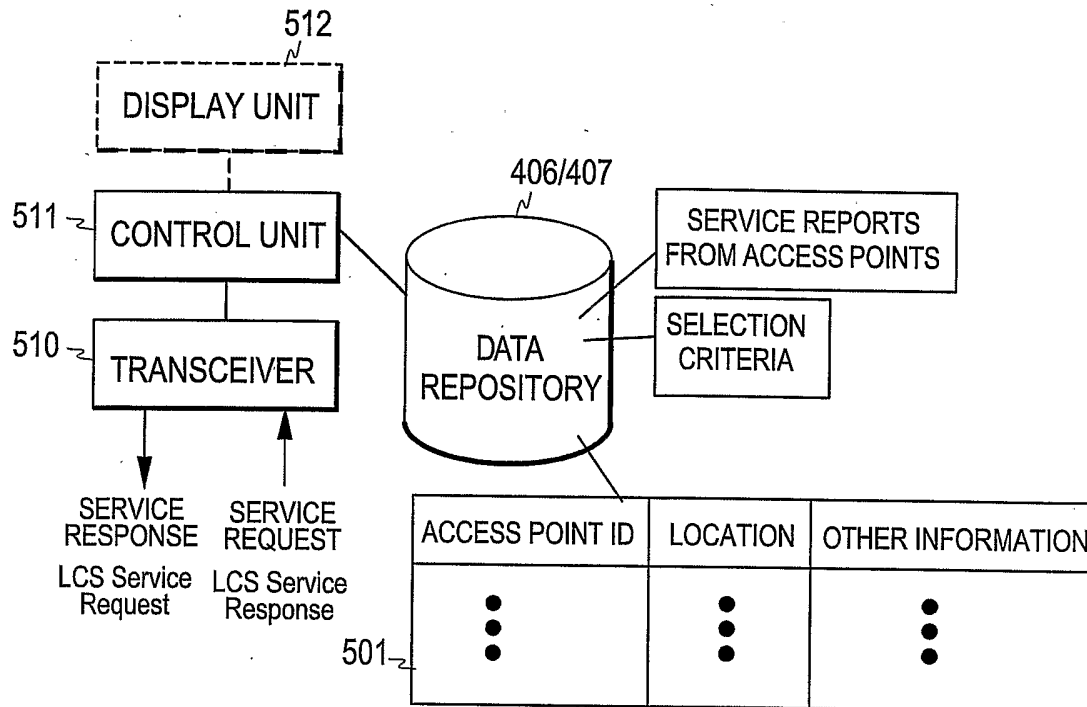 512
DISPLAY UNIT
511
CONTROL UNIT
510
TRANSCEIVER
SERVICE
RESPONSE
LCS Service
Request
SERVICE
REQUEST
LCS Service
Response
406/407
DATA
REPOSITORY
SERVICE REPORTS
FROM ACCESS POINTS
SELECTION
CRITERIA
ACCESS POINT ID
LOCATION
OTHER INFORMATION
501